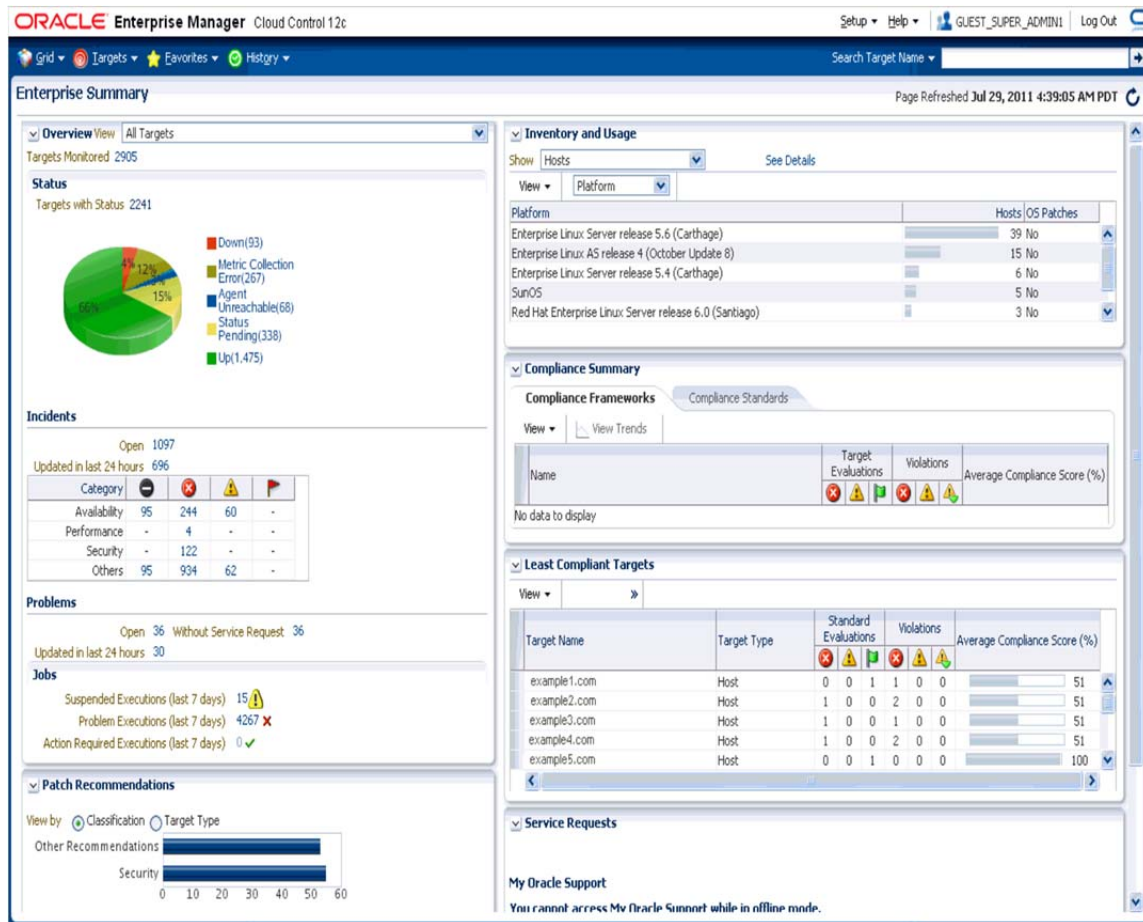 ORACLE Enterprise Manager Cloud Control 12c
Setup Help GUEST_SUPER_ADMIN1 Log Out
Grid Targets Favorites History
Search Target Name
Enterprise Summary
Page Refreshed Jul 29, 2011 4:39:05 AM PDT
Overview View All Targets
Targets Monitored 2905
Status
Targets with Status 2241
4% 12% 3% 15% 66%
Down(93)
Metric Collection
Error(267)
Agent
Unreachable(68)
Status
Pending(338)
Up(1,475)
Incidents
Open 1097
Updated in last 24 hours 696
Category
Availability 95 244 60 -
Performance - 4 - -
Security - 122 - -
Others 95 934 62 -
Problems
Open 36 Without Service Request 36
Updated in last 24 hours 30
Jobs
Suspended Executions (last 7 days) 15
Problem Executions (last 7 days) 4267
Action Required Executions (last 7 days) 0
Patch Recommendations
View by Classification Target Type
Other Recommendations
Security
0 10 20 30 40 50 60
Inventory and Usage
Show Hosts See Details
View Platform
Platform Hosts OS Patches
Enterprise Linux Server release 5.6 (Carthage) 39 No
Enterprise Linux AS release 4 (October Update 8) 15 No
Enterprise Linux Server release 5.4 (Carthage) 6 No
SunOS 5 No
Red Hat Enterprise Linux Server release 6.0 (Santiago) 3 No
Compliance Summary
Compliance Frameworks Compliance Standards
View View Trends
Name Target Evaluations Violations Average Compliance Score (%)
No data to display
Least Compliant Targets
View »
Target Name Target Type Standard Evaluations Violations Average Compliance Score (%)
example1.com Host 0 0 1 1 0 0 51
example2.com Host 1 0 0 2 0 0 51
example3.com Host 1 0 0 1 0 0 51
example4.com Host 1 0 0 2 0 0 51
example5.com Host 0 0 1 0 0 0 100
Service Requests
My Oracle Support
You cannot access My Oracle Support while in offline mode.